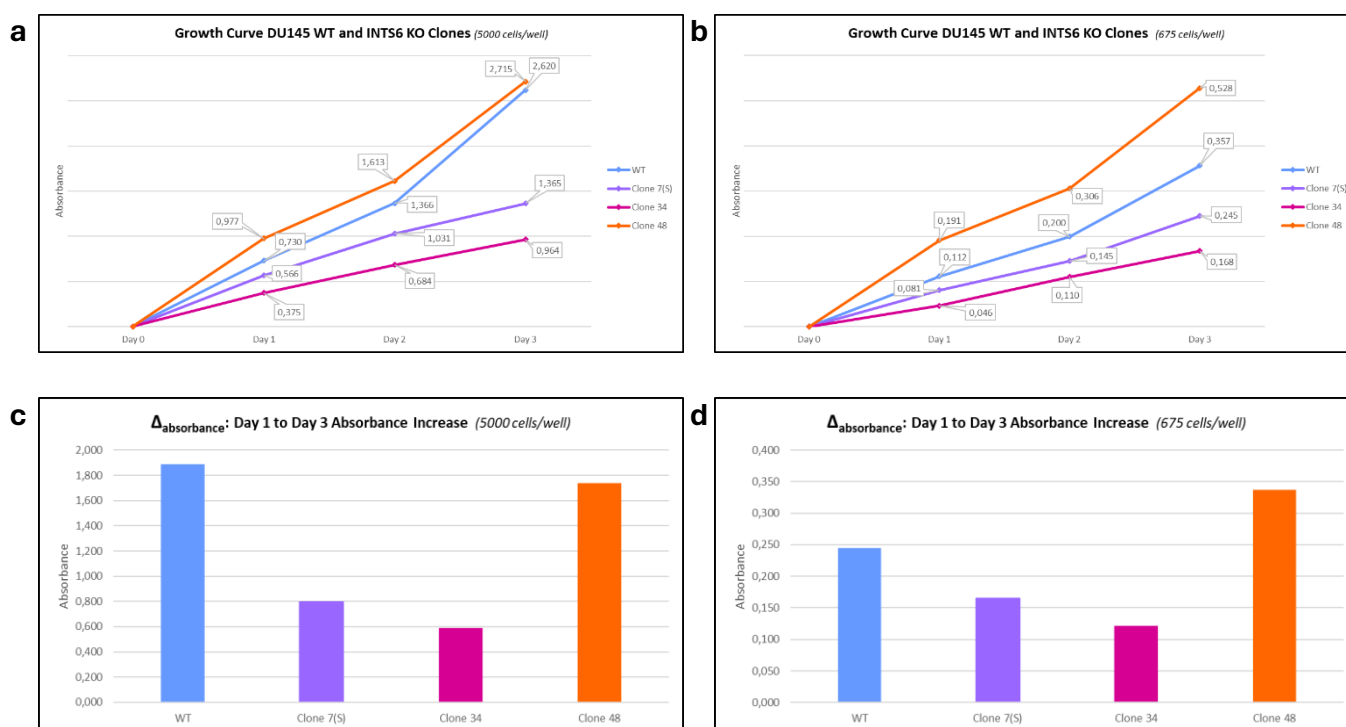 a
Growth Curve DU145 WT and INTS6 KO Clones (5000 cells/well)
2,715
2,620
1,613
1,365
0,977
1,366
0,730
1,031
0,964
0,566
0,684
0,375
Absorbance
Day 0 Day 1 Day 2 Day 3
WT
Clone 7(S)
Clone 34
Clone 48
b
Growth Curve DU145 WT and INTS6 KO Clones (675 cells/well)
0,528
0,357
0,306
0,191
0,200
0,245
0,112
0,145
0,168
0,081
0,110
0,046
Absorbance
Day 0 Day 1 Day 2 Day 3
WT
Clone 7(S)
Clone 34
Clone 48
c
Δabsorbance: Day 1 to Day 3 Absorbance Increase (5000 cells/well)
2,000
1,800
1,600
1,400
1,200
1,000
0,800
0,600
0,400
0,200
0,000
Absorbance
WT Clone 7(S) Clone 34 Clone 48
d
Δabsorbance: Day 1 to Day 3 Absorbance Increase (675 cells/well)
0,400
0,350
0,300
0,250
0,200
0,150
0,100
0,050
0,000
Absorbance
WT Clone 7(S) Clone 34 Clone 48